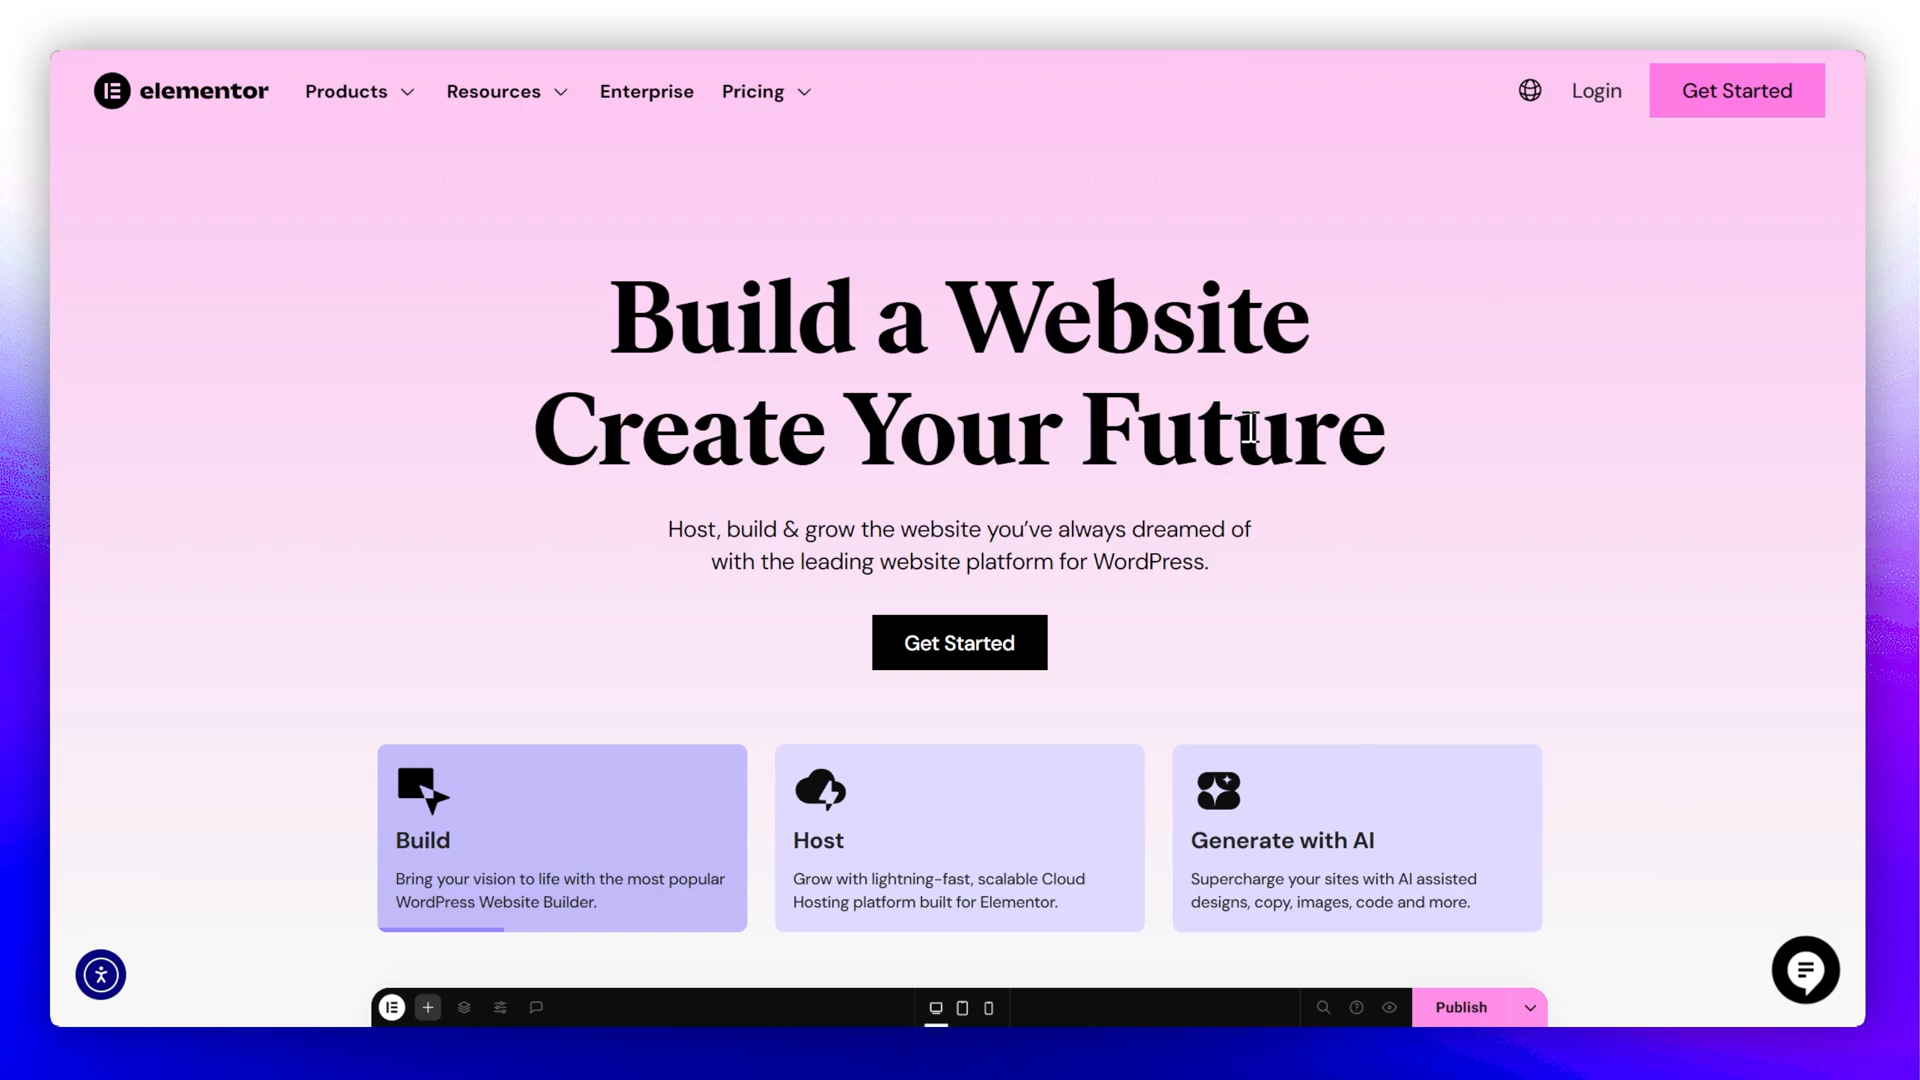 elementor
Products
Resources
Enterprise
Pricing
Login
Get Started
Build a Website
Create Your Future
Host, build & grow the website you’ve always dreamed of
with the leading website platform for WordPress.
Get Started
Build
Bring your vision to life with the most popular
WordPress Website Builder.
Host
Grow with lightning-fast, scalable Cloud
Hosting platform built for Elementor.
Generate with AI
Supercharge your sites with AI assisted
designs, copy, images, code and more.
Publish